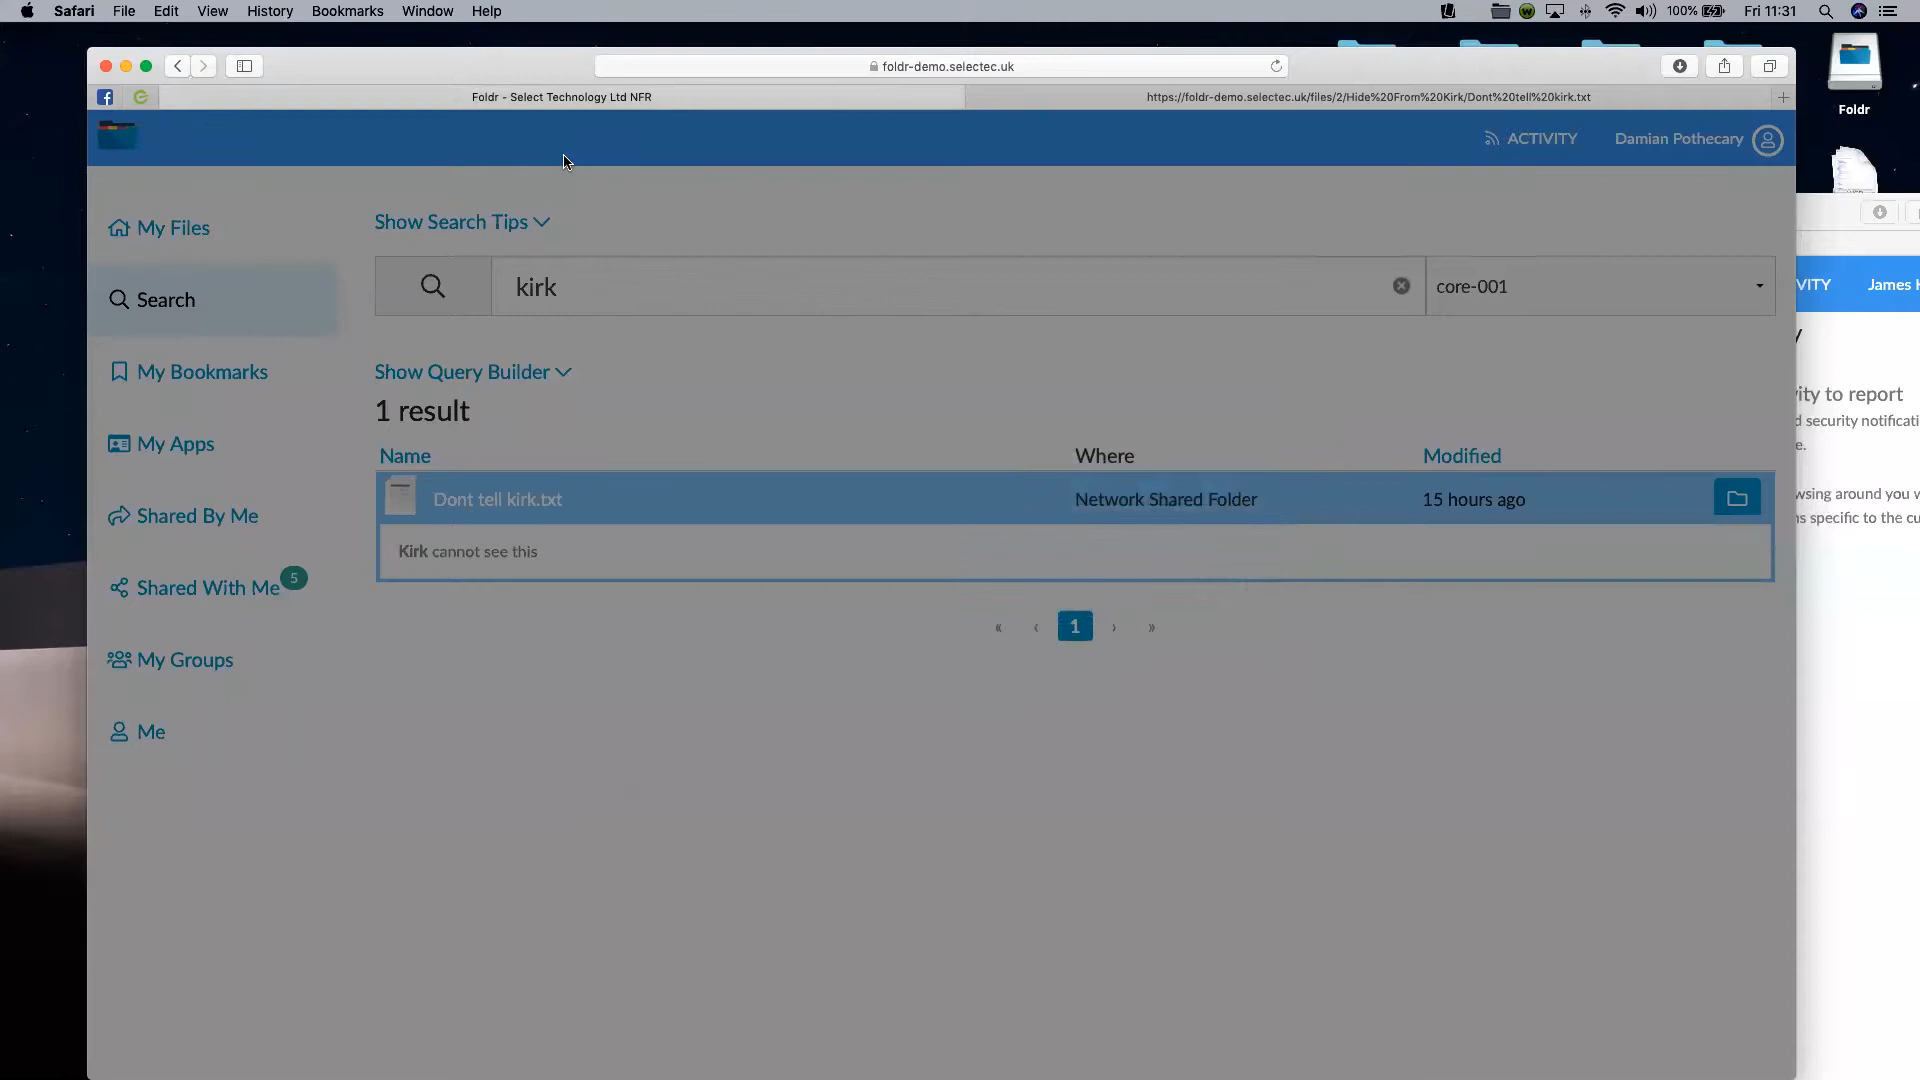 Safari File Edit View History Bookmarks Window Help 100% Fri 11:31
foldr-demo.selectec.uk
Foldr - Select Technology Ltd NFR https://foldr-demo.selectec.uk/files/2/Hide%20From%20Kirk/Dont%20tell%20kirk.txt
Foldr
ACTIVITY Damian Pothecary
My Files
Search
My Bookmarks
My Apps
Shared By Me
Shared With Me 5
My Groups
Me
Show Search Tips
kirk core-001
Show Query Builder
1 result
Name Where Modified
Dont tell kirk.txt Network Shared Folder 15 hours ago
Kirk cannot see this
« ‹ 1 › »
VITY James
ity to report
d security notificati
e.
wsing around you w
ns specific to the cu